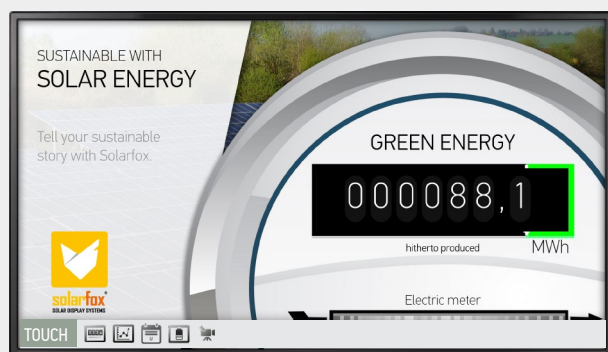 SUSTAINABLE WITH
SOLAR ENERGY
Tell your sustainable
story with Solarfox.
solarfox
SOLAR DISPLAY SYSTEMS
GREEN ENERGY
000088,1
hitherto produced
MWh
Electric meter
TOUCH